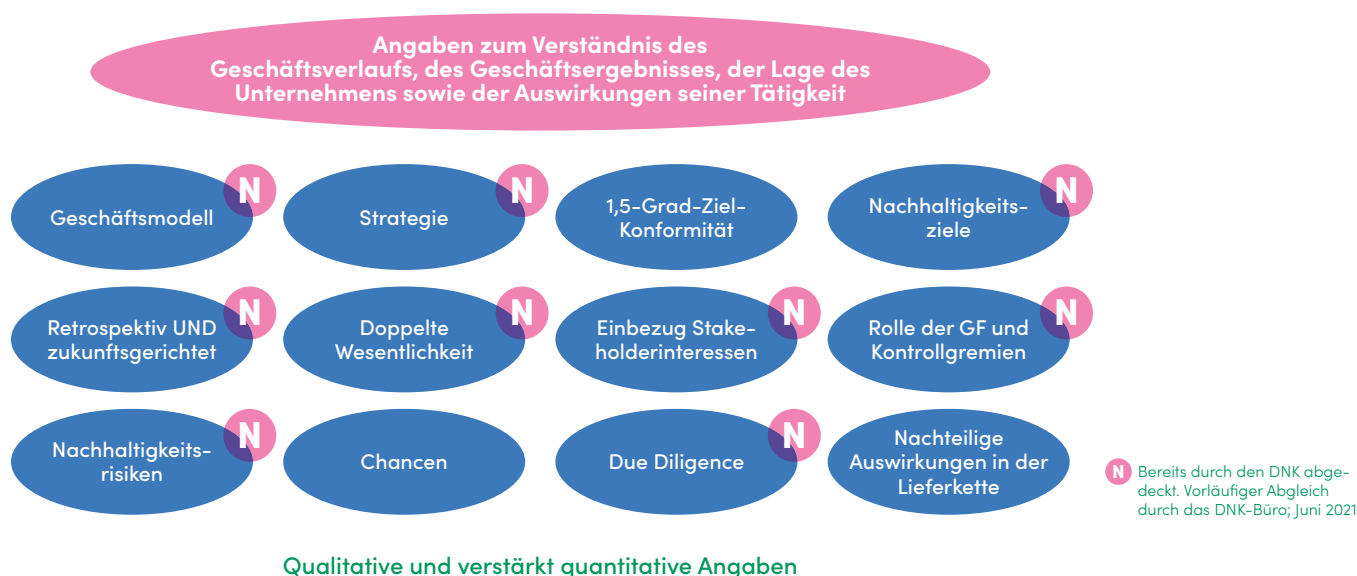 Angaben zum Verständnis des
Geschäftsverlaufs, des Geschäftsergebnisses, der Lage des
Unternehmens sowie der Auswirkungen seiner Tätigkeit
N
Geschäftsmodell
N
Strategie
1,5-Grad-Ziel-
Konformität
N
Nachhaltigkeits-
ziele
N
Retrospektiv UND
zukunftsgerichtet
N
Doppelte
Wesentlichkeit
N
Einbezug Stake-
holderinteressen
N
Rolle der GF und
Kontrollgremien
N
Nachhaltigkeits-
risiken
Chancen
N
Due Diligence
Nachteilige
Auswirkungen in der
Lieferkette
N Bereits durch den DNK abge-
deckt. Vorläufiger Abgleich
durch das DNK-Büro; Juni 2021
Qualitative und verstärkt quantitative Angaben